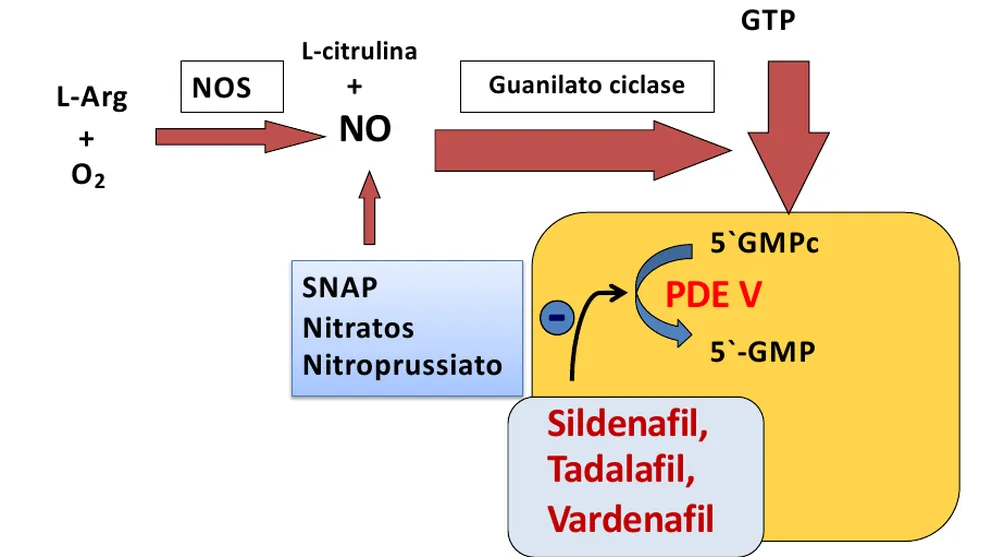 GTP
L-citrulina
+
NO
NOS
Guanilato ciclase
L-Arg
+
O₂
SNAP
Nitratos
Nitroprussiato
5`GMPc
PDE V
5`-GMP
-
Sildenafil,
Tadalafil,
Vardenafil